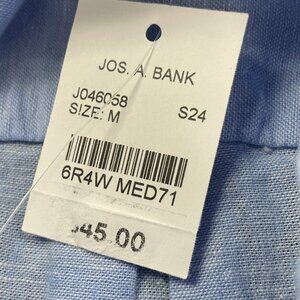 JOS. A. BANK
J046058 S24
SIZE: M
6R4W MED71
$45.00